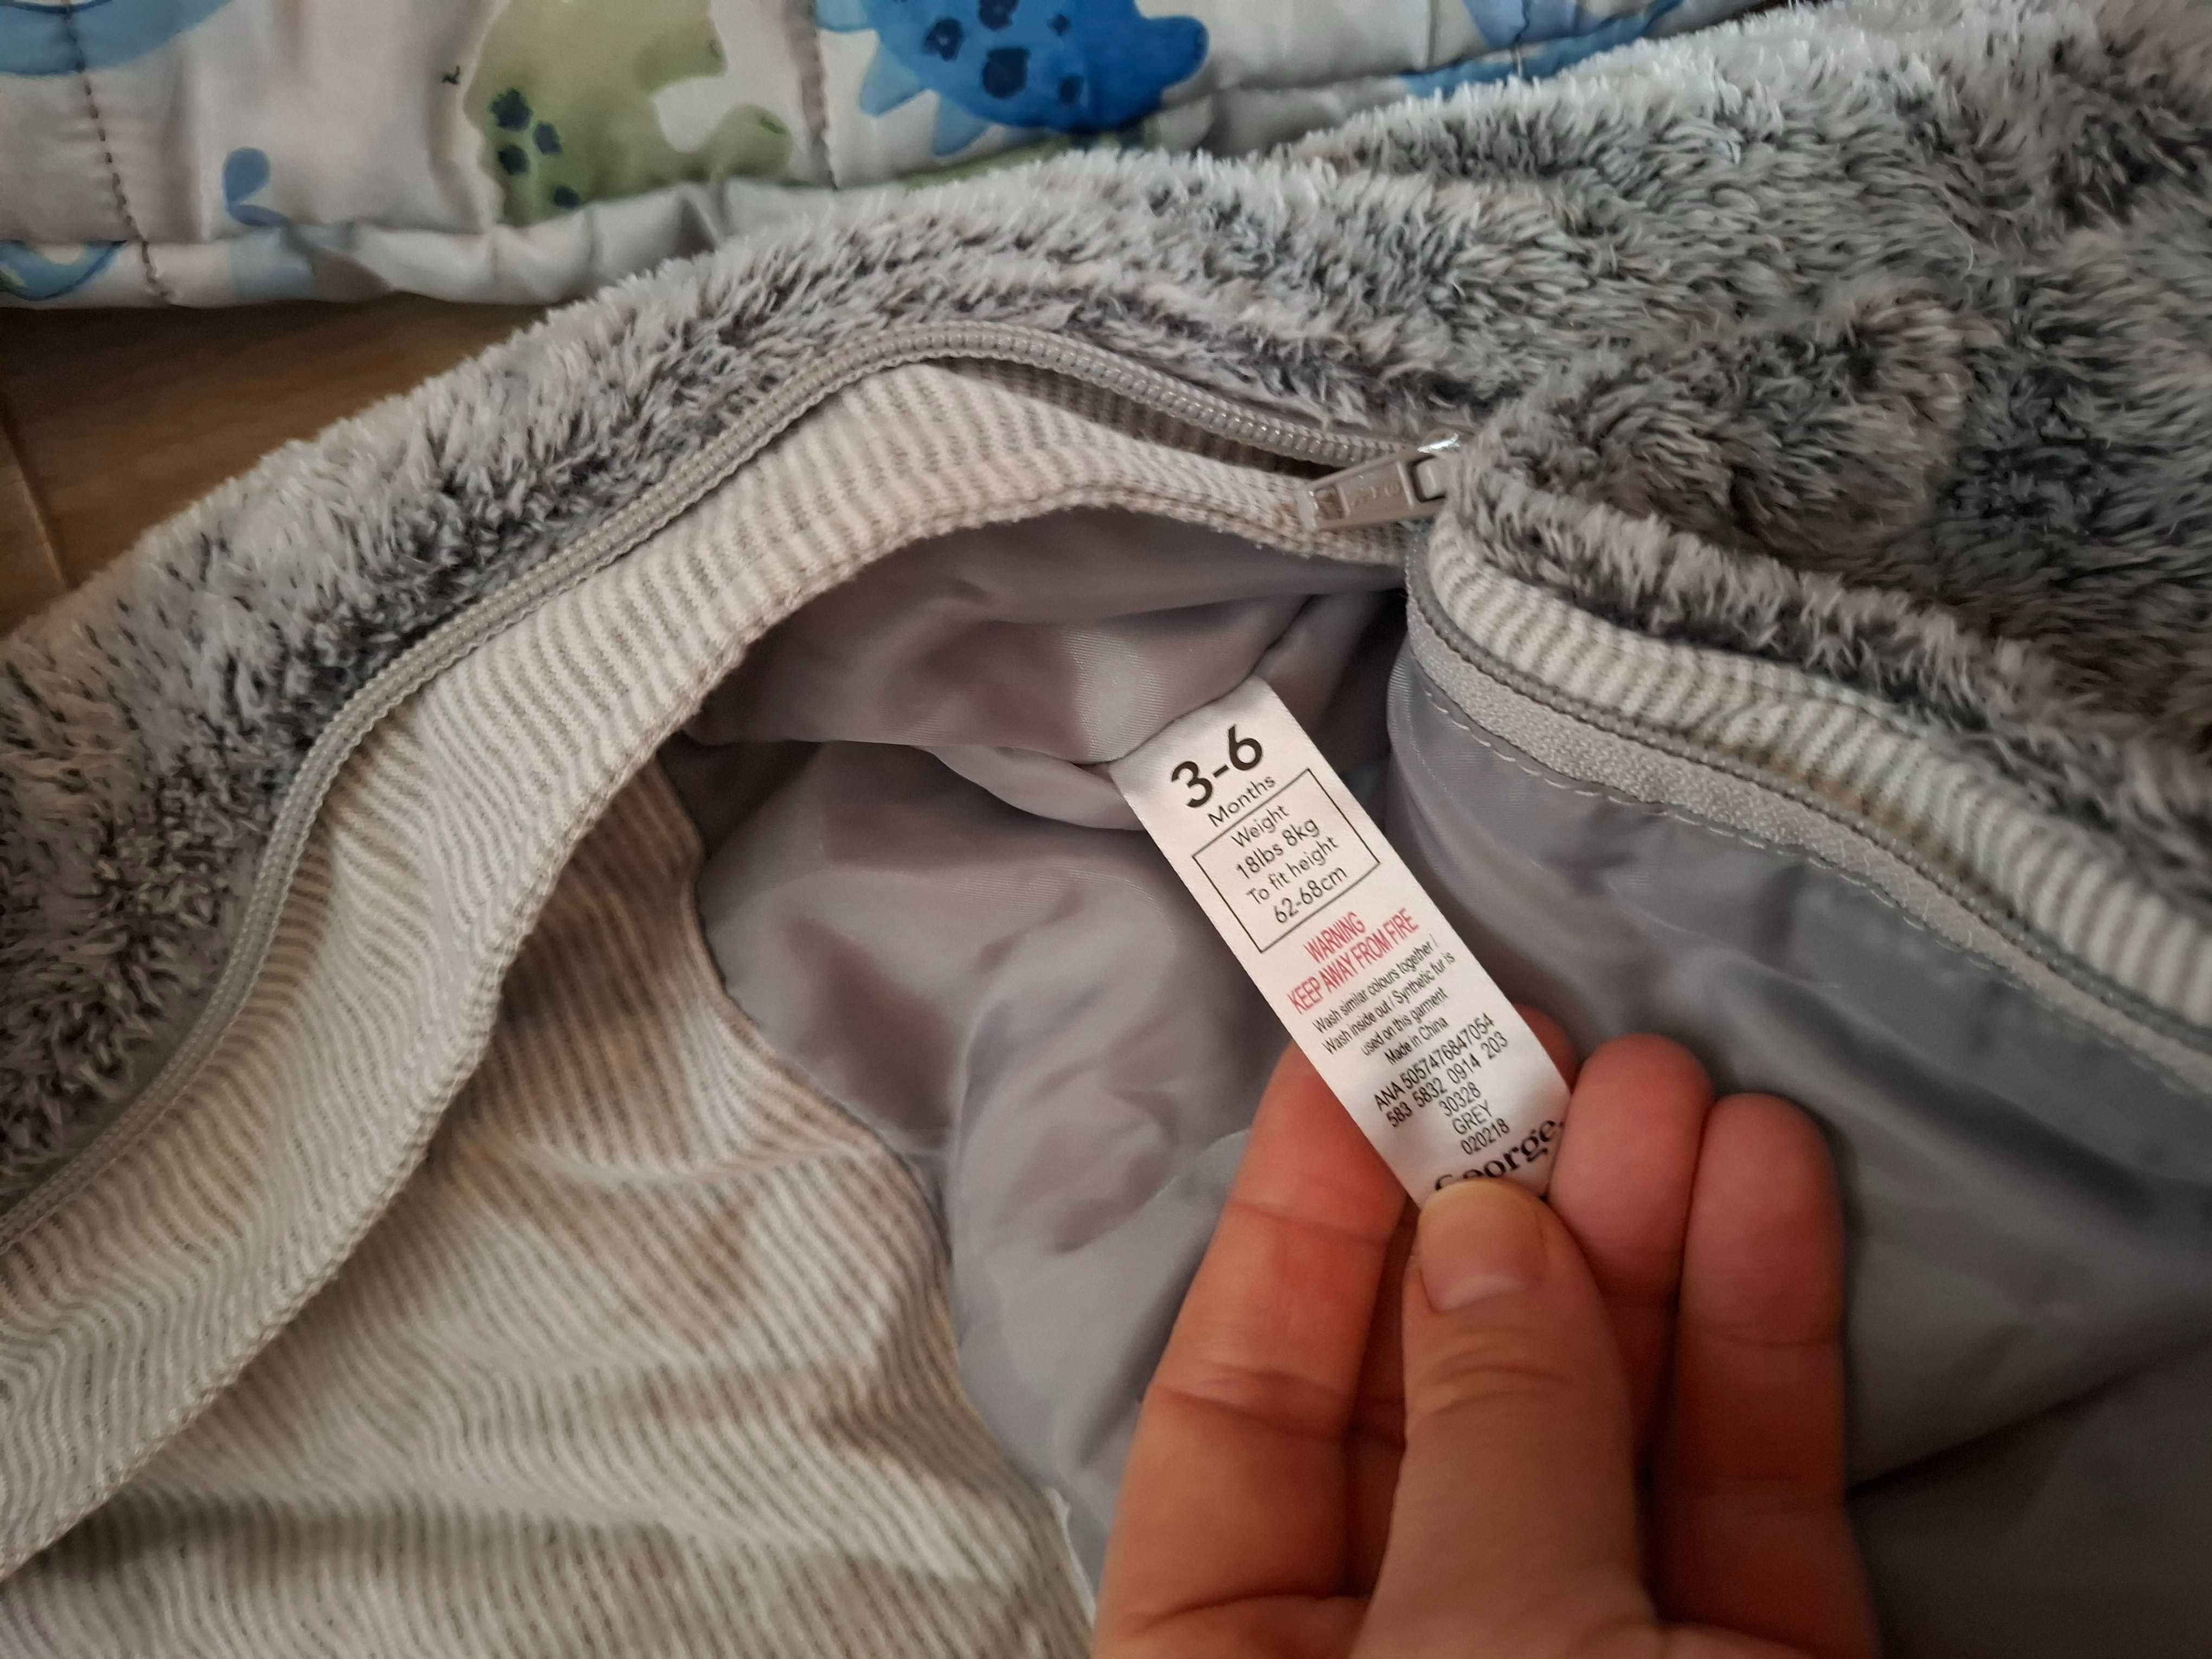 3-6
Months
Weight
18lbs 8kg
To fit height
62-68cm
WARNING
KEEP AWAY FROM FIRE
Wash similar colours together /
Wash inside out / Synthetic fur is
used on this garment
Made in China
ANA 5057476847054
583 5832 0914 203
30328
GREY
020218
George.